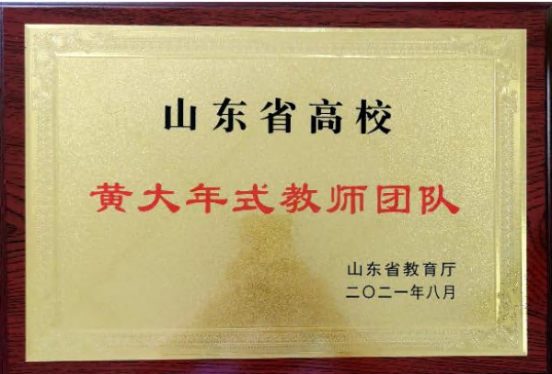 山东省高校
黄大年式教师团队
山东省教育厅
二〇二一年八月